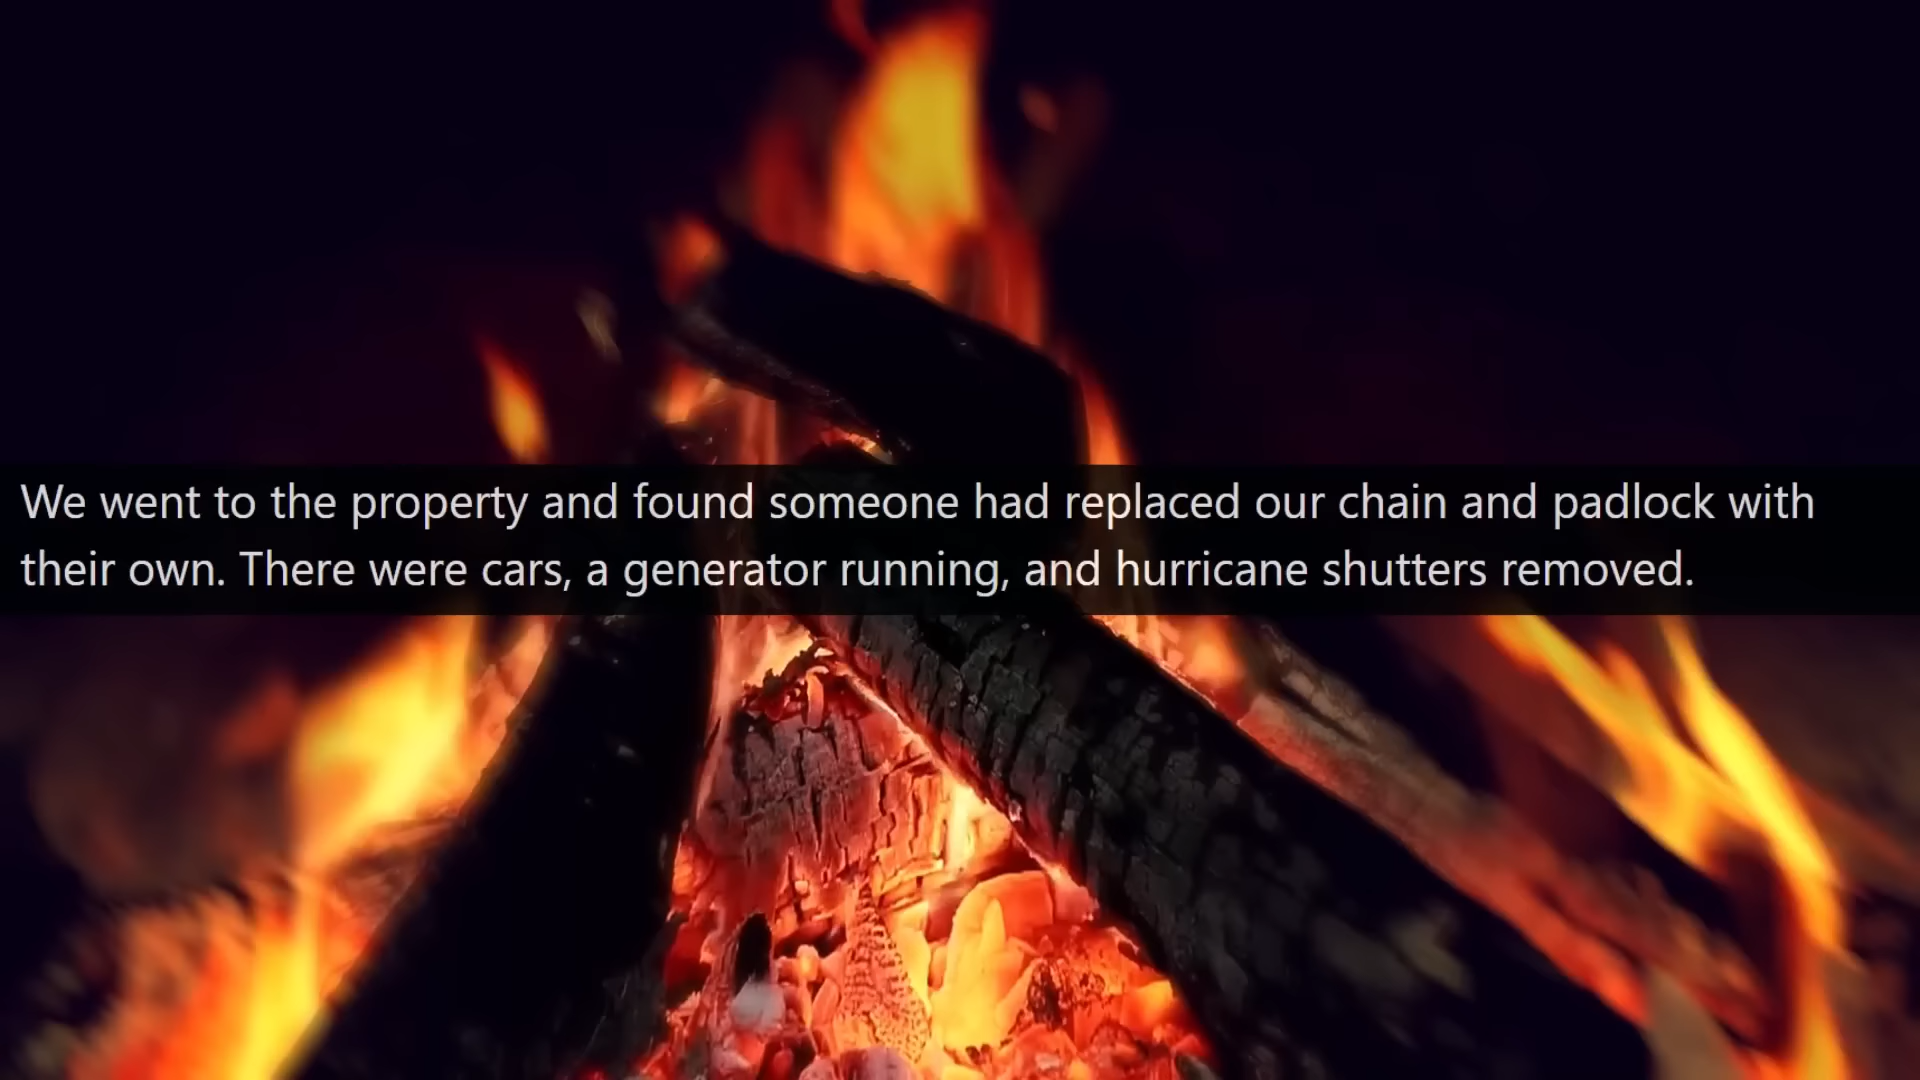 We went to the property and found someone had replaced our chain and padlock with
their own. There were cars, a generator running, and hurricane shutters removed.